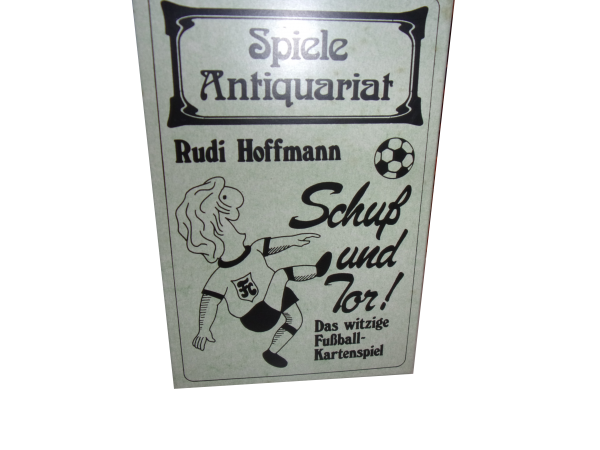 Spiele
Antiquariat
Rudi Hoffmann
Schuß
und
Tor!
Das witzige
Fußball-
Kartenspiel